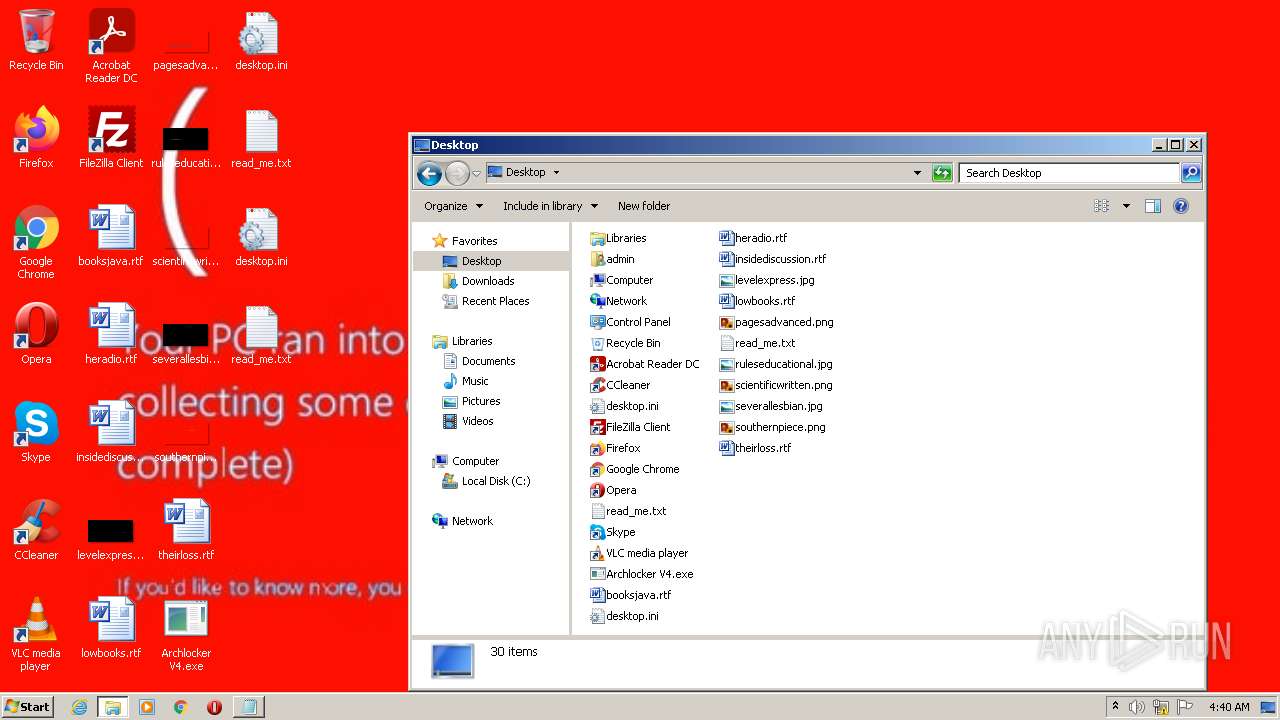 Recycle Bin
Acrobat
Reader DC
pagesadva...
desktop.ini
Firefox
FileZilla Client
ruleseducati...
read_me.txt
Google
Chrome
booksjava.rtf
scientificwri...
desktop.ini
Opera
heradio.rtf
severallesbi...
read_me.txt
Skype
insidediscus...
southernpi...
CCleaner
levelexpres...
theirloss.rtf
VLC media
player
lowbooks.rtf
Archlocker
V4.exe
(
Your PC ran into
collecting some
complete)
If you'd like to know more, you
Desktop
Desktop
Search Desktop
Organize
Include in library
New folder
Favorites
Desktop
Downloads
Recent Places
Libraries
Documents
Music
Pictures
Videos
Computer
Local Disk (C:)
Network
Libraries
admin
Computer
Network
Control Panel
Recycle Bin
Acrobat Reader DC
CCleaner
desktop.ini
FileZilla Client
Firefox
Google Chrome
Opera
read_me.txt
Skype
VLC media player
Archlocker V4.exe
booksjava.rtf
desktop.ini
heradio.rtf
insidediscussion.rtf
levelexpress.jpg
lowbooks.rtf
pagesadvanced.png
read_me.txt
ruleseducational.jpg
scientificwritten.png
severallesbian.jpg
southernpiece.png
theirloss.rtf
30 items
ANY RUN
Start
4:40 AM